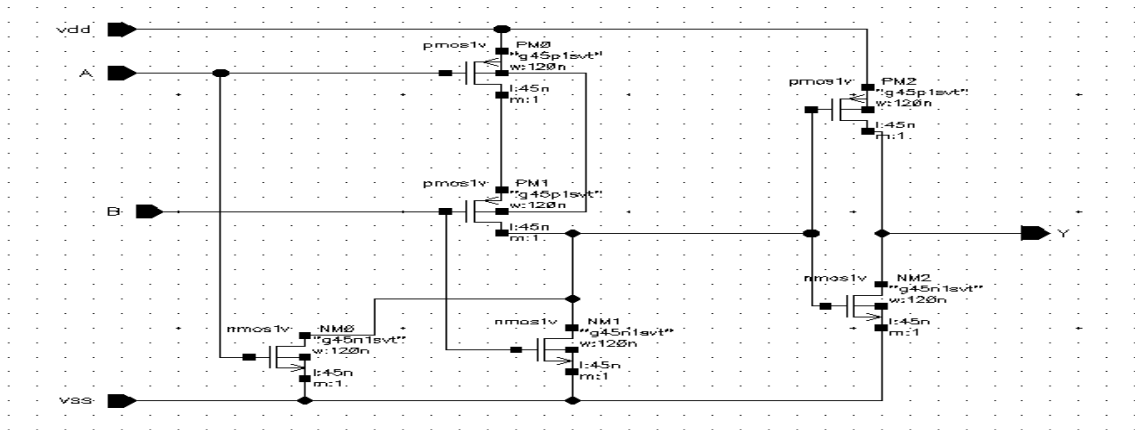 vdd
pmos1v PM0
"g45p1svt"
A
w:120n
l:45n
m:1
pmos1v PM2
"g45p1svt"
w:120n
l:45n
m:1
pmos1v PM1
"g45p1svt"
B
w:120n
l:45n
m:1
Y
nmos1v NM2
"g45n1svt"
w:120n
l:45n
m:1
nmos1v NM0
"g45n1svt"
w:120n
l:45n
m:1
nmos1v NM1
"g45n1svt"
w:120n
l:45n
m:1
vss